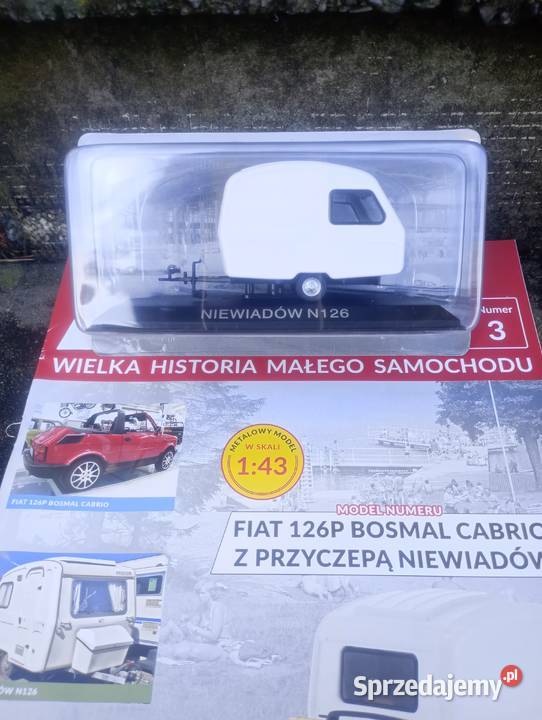 NIEWIADÓW N126
Numer
3
WIELKA HISTORIA MAŁEGO SAMOCHODU
METALOWY MODEL
W SKALI
1:43
FIAT 126P BOSMAL CABRIO
MODEL NUMERU
FIAT 126P BOSMAL CABRIO
Z PRZYCZEPĄ NIEWIADÓW
ÓW N126
Sprzedajemy.pl